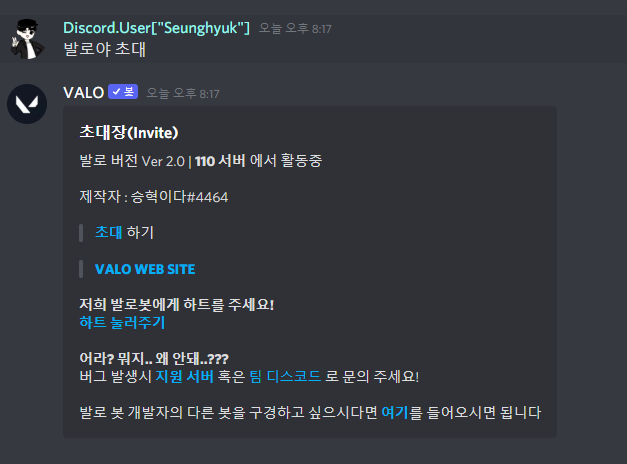 Discord.User["Seunghyuk"] 오늘 오후 8:17
발로야 초대
VALO 봇 오늘 오후 8:17
초대장(Invite)
발로 버전 Ver 2.0 | 110 서버 에서 활동중
제작자 : 승혁이다#4464
초대 하기
VALO WEB SITE
저희 발로봇에게 하트를 주세요!
하트 눌러주기
어라? 뭐지.. 왜 안돼..???
버그 발생시 지원 서버 혹은 팀 디스코드 로 문의 주세요!
발로 봇 개발자의 다른 봇을 구경하고 싶으시다면 여기를 들어오시면 됩니다